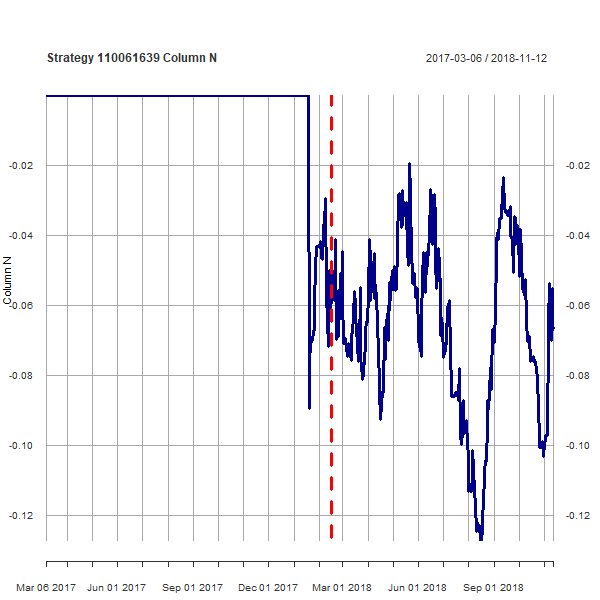 Strategy 110061639 Column N
2017-03-06 / 2018-11-12
-0.02 -0.02
-0.04 -0.04
Column N
-0.06 -0.06
-0.08 -0.08
-0.10 -0.10
-0.12 -0.12
Mar 06 2017 Jun 01 2017 Sep 01 2017 Dec 01 2017 Mar 01 2018 Jun 01 2018 Sep 01 2018